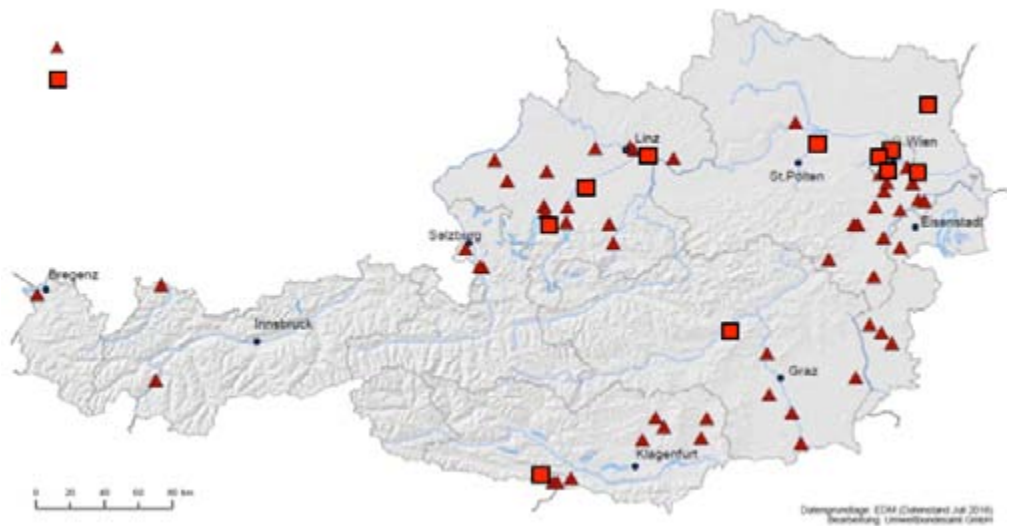 Linz
Wien
St.Pölten
Salzburg
Eisenstadt
Bregenz
Innsbruck
Graz
Klagenfurt
0 20 40 60 80 km
Datengrundlage: EDM (Datenstand Juli 2016)
Bearbeitung: Umweltbundesamt GmbH